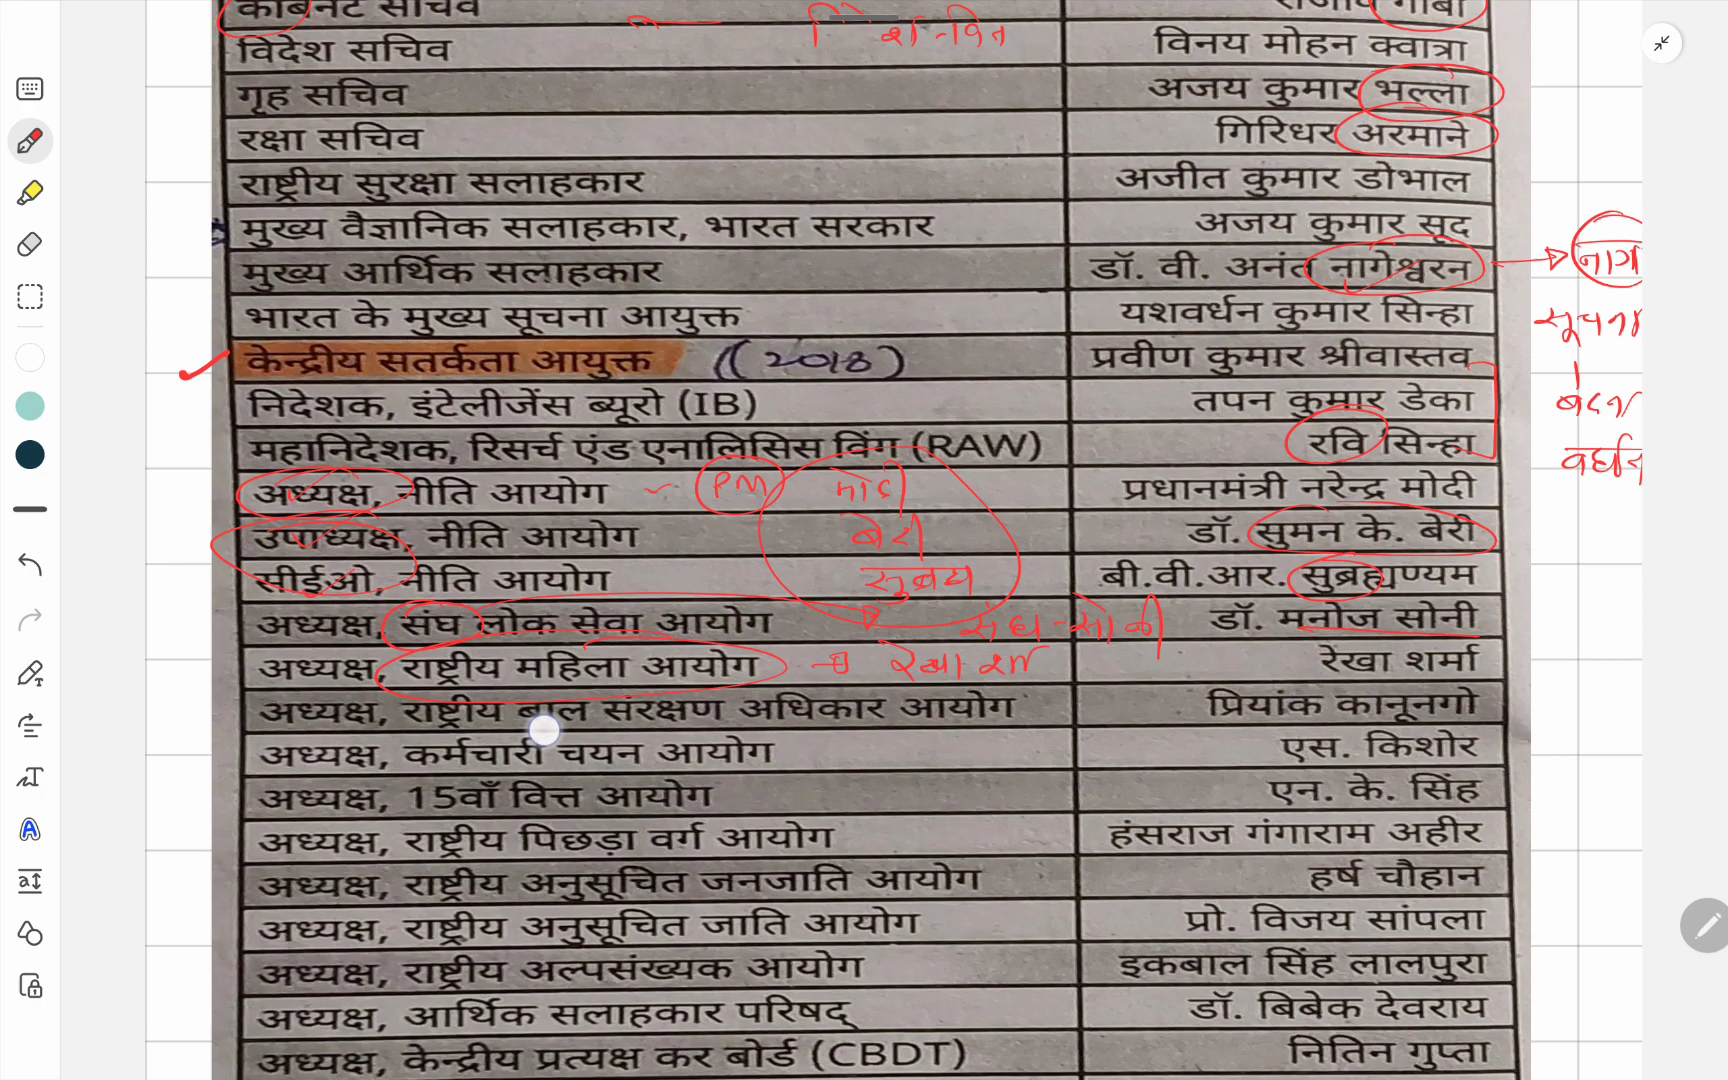 कैबिनेट सचिव राजीव गौबा
विदेश सचिव विनय मोहन क्वात्रा
गृह सचिव अजय कुमार भल्ला
रक्षा सचिव गिरिधर अरमाने
राष्ट्रीय सुरक्षा सलाहकार अजीत कुमार डोभाल
मुख्य वैज्ञानिक सलाहकार, भारत सरकार अजय कुमार सूद
मुख्य आर्थिक सलाहकार डॉ. वी. अनंत नागेश्वरन नाग
भारत के मुख्य सूचना आयुक्त यशवर्धन कुमार सिन्हा सूचना
केन्द्रीय सतर्कता आयुक्त (2018) प्रवीण कुमार श्रीवास्तव
निदेशक, इंटेलीजेंस ब्यूरो (IB) तपन कुमार डेका
महानिदेशक, रिसर्च एंड एनालिसिस विंग (RAW) रवि सिन्हा
अध्यक्ष, नीति आयोग PM मोदी प्रधानमंत्री नरेन्द्र मोदी
उपाध्यक्ष, नीति आयोग बेरी डॉ. सुमन के. बेरी
सीईओ, नीति आयोग बी.वी.आर. सुब्रह्मण्यम
अध्यक्ष, संघ लोक सेवा आयोग संघ-सोनी डॉ. मनोज सोनी
अध्यक्ष, राष्ट्रीय महिला आयोग रेखा शर्मा
अध्यक्ष, राष्ट्रीय बाल संरक्षण अधिकार आयोग प्रियांक कानूनगो
अध्यक्ष, कर्मचारी चयन आयोग एस. किशोर
अध्यक्ष, 15वाँ वित्त आयोग एन. के. सिंह
अध्यक्ष, राष्ट्रीय पिछड़ा वर्ग आयोग हंसराज गंगाराम अहीर
अध्यक्ष, राष्ट्रीय अनुसूचित जनजाति आयोग हर्ष चौहान
अध्यक्ष, राष्ट्रीय अनुसूचित जाति आयोग प्रो. विजय सांपला
अध्यक्ष, राष्ट्रीय अल्पसंख्यक आयोग इकबाल सिंह लालपुरा
अध्यक्ष, आर्थिक सलाहकार परिषद् डॉ. बिबेक देवराय
अध्यक्ष, केन्द्रीय प्रत्यक्ष कर बोर्ड (CBDT) नितिन गुप्ता